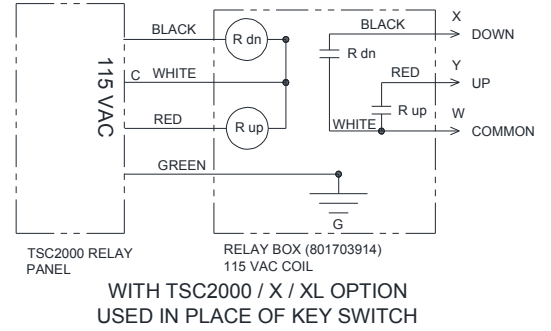 BLACK
R dn
115 VAC
C WHITE
RED
R up
GREEN
BLACK
X
DOWN
R dn
RED
Y
UP
R up
WHITE
W
COMMON
G
TSC2000 RELAY
PANEL
RELAY BOX (801703914)
115 VAC COIL
WITH TSC2000 / X / XL OPTION
USED IN PLACE OF KEY SWITCH